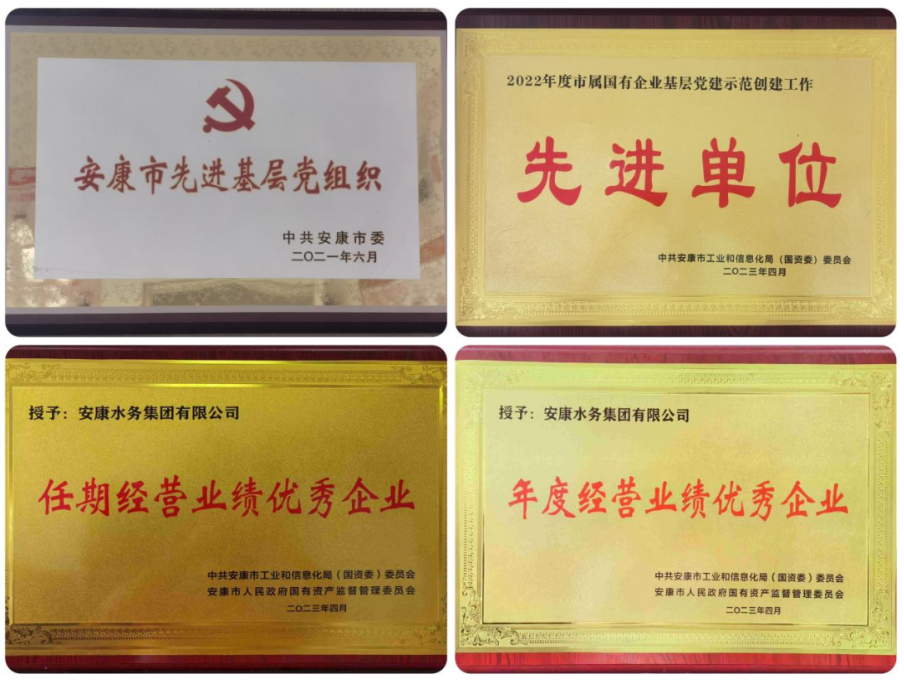 安康市先进基层党组织
中共安康市委
二〇二一年六月
2022年度市属国有企业基层党建示范创建工作
先进单位
中共安康市工业和信息化局（国资委）委员会
二〇二三年四月
授予：安康水务集团有限公司
任期经营业绩优秀企业
中共安康市工业和信息化局（国资委）委员会
安康市人民政府国有资产监督管理委员会
二〇二三年四月
授予：安康水务集团有限公司
年度经营业绩优秀企业
中共安康市工业和信息化局（国资委）委员会
安康市人民政府国有资产监督管理委员会
二〇二三年四月